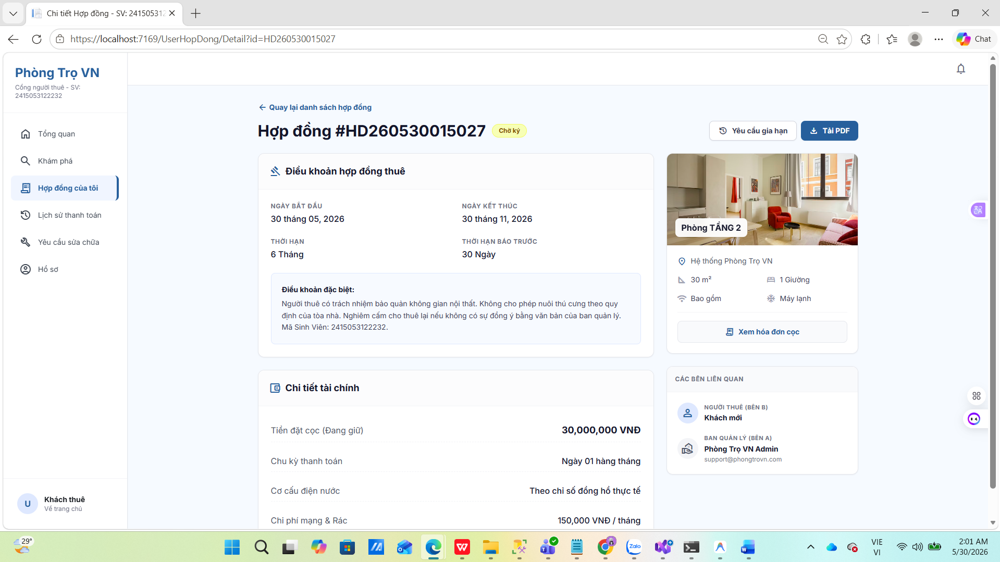 Chi tiết Hợp đồng - SV: 241505312
https://localhost:7169/UserHopDong/Detail?id=HD260530015027
Chat
Phòng Trọ VN
Cổng người thuê - SV:
2415053122232
Tổng quan
Khám phá
Hợp đồng của tôi
Lịch sử thanh toán
Yêu cầu sửa chữa
Hồ sơ
U
Khách thuê
Về trang chủ
Quay lại danh sách hợp đồng
Hợp đồng #HD260530015027
Chờ ký
Yêu cầu gia hạn
Tải PDF
Điều khoản hợp đồng thuê
NGÀY BẮT ĐẦU
30 tháng 05, 2026
NGÀY KẾT THÚC
30 tháng 11, 2026
THỜI HẠN
6 Tháng
THỜI HẠN BÁO TRƯỚC
30 Ngày
Điều khoản đặc biệt:
Người thuê có trách nhiệm bảo quản không gian nội thất. Không cho phép nuôi thú cưng theo quy
định của tòa nhà. Nghiêm cấm cho thuê lại nếu không có sự đồng ý bằng văn bản của ban quản lý.
Mã Sinh Viên: 2415053122232.
Chi tiết tài chính
Tiền đặt cọc (Đang giữ)
30,000,000 VNĐ
Chu kỳ thanh toán
Ngày 01 hàng tháng
Cơ cấu điện nước
Theo chỉ số đồng hồ thực tế
Chi phí mạng & Rác
150,000 VNĐ / tháng
Phòng TẦNG 2
Hệ thống Phòng Trọ VN
30 m²
1 Giường
Bao gồm
Máy lạnh
Xem hóa đơn cọc
CÁC BÊN LIÊN QUAN
NGƯỜI THUÊ (BÊN B)
Khách mới
BAN QUẢN LÝ (BÊN A)
Phòng Trọ VN Admin
support@phongtrovn.com
29°
Zalo
VIE
VI
2:01 AM
5/30/2026